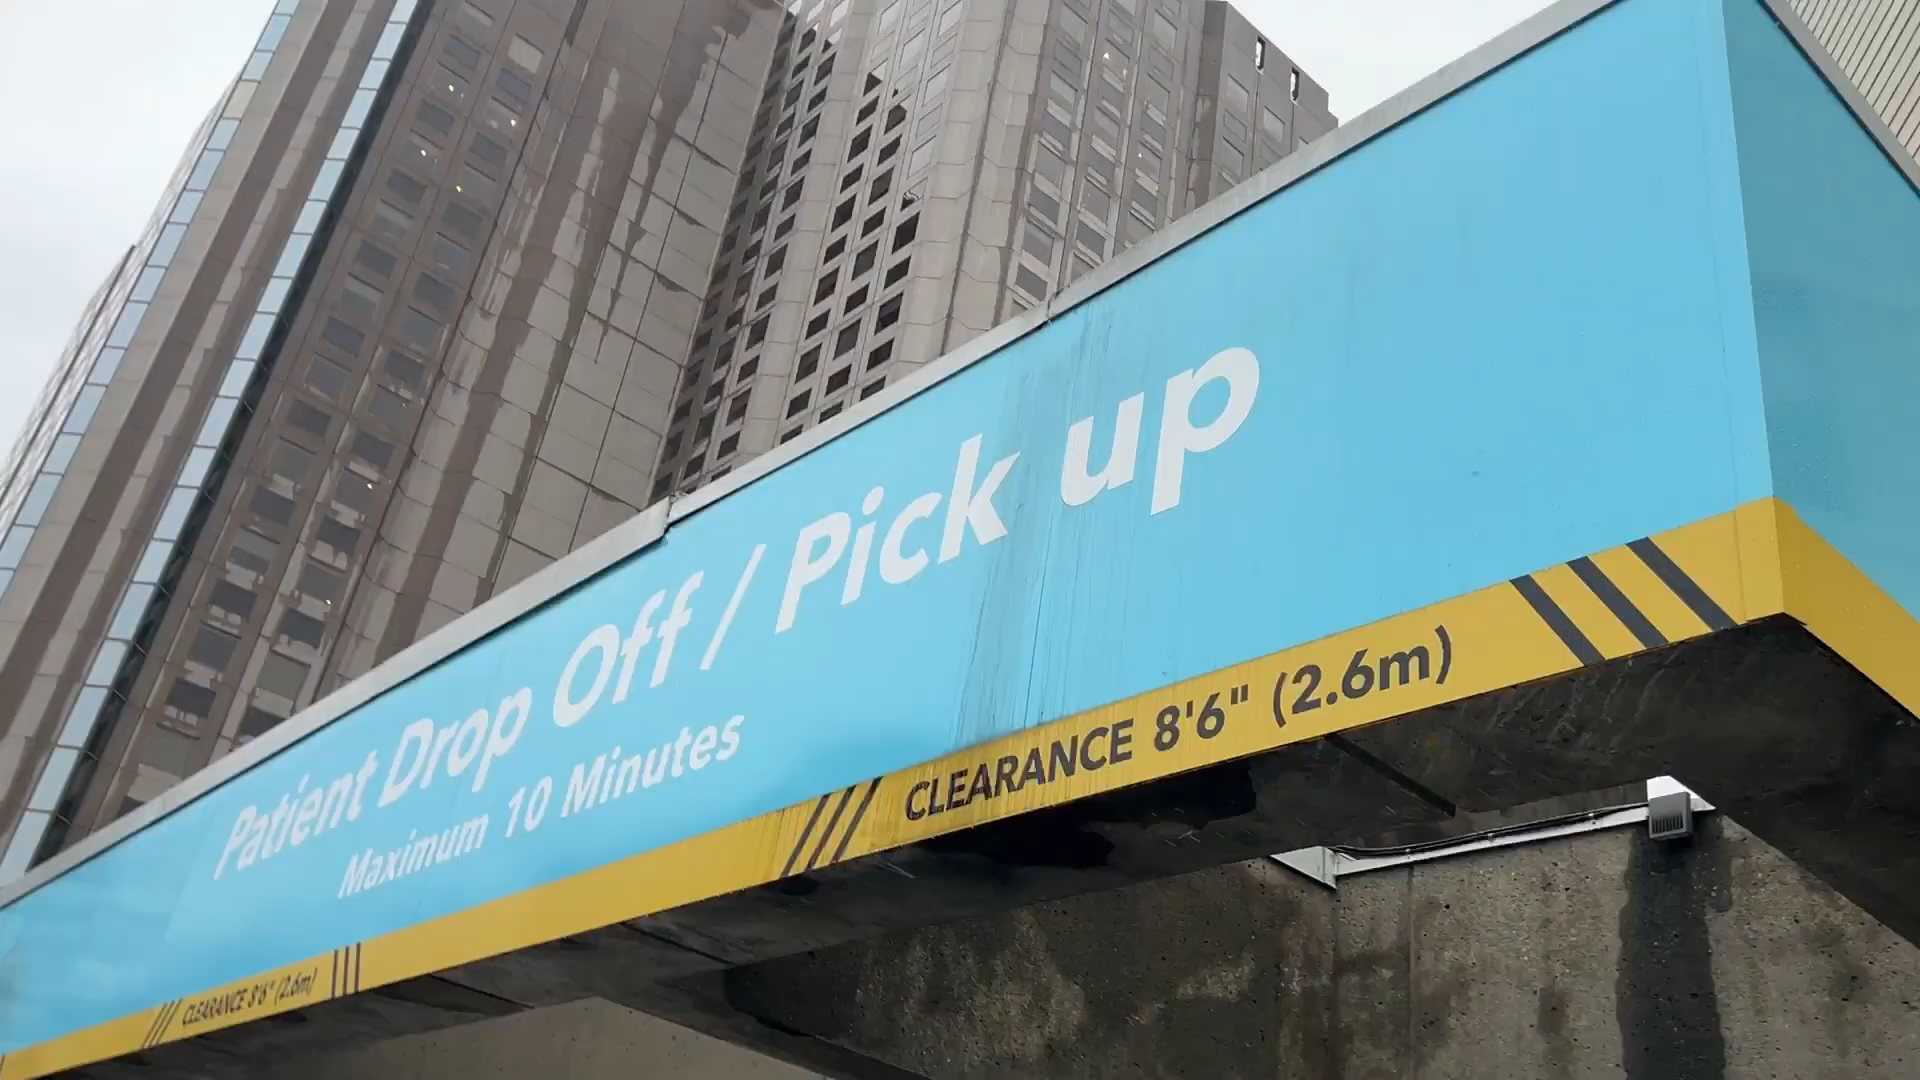 Patient Drop Off / Pick up
Maximum 10 Minutes
CLEARANCE 8'6" (2.6m)
CLEARANCE 8'6" (2.6m)